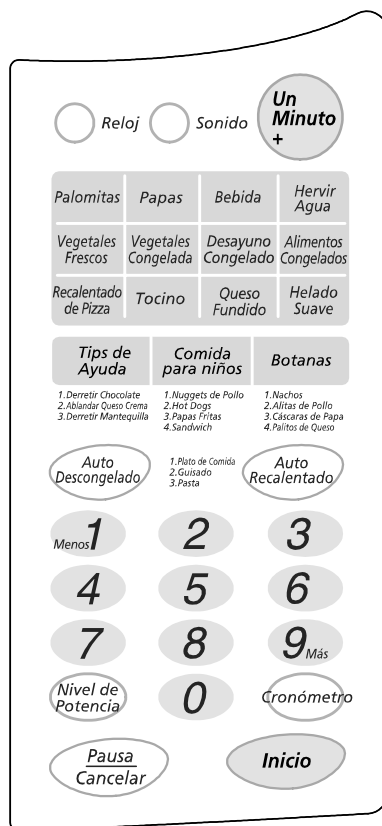 Reloj
Sonido
Un
Minuto
+
Palomitas
Papas
Bebida
Hervir
Agua
Vegetales
Frescos
Vegetales
Congelada
Desayuno
Congelado
Alimentos
Congelados
Recalentado
de Pizza
Tocino
Queso
Fundido
Helado
Suave
Tips de
Ayuda
Comida
para niños
Botanas
1.Derretir Chocolate
2.Ablandar Queso Crema
3.Derretir Mantequilla
1.Nuggets de Pollo
2.Hot Dogs
3.Papas Fritas
4.Sandwich
1.Nachos
2.Alitas de Pollo
3.Cáscaras de Papa
4.Palitos de Queso
Auto
Descongelado
1.Plato de Comida
2.Guisado
3.Pasta
Auto
Recalentado
Menos 1
2
3
4
5
6
7
8
9 Más
Nivel de
Potencia
0
Cronómetro
Pausa
Cancelar
Inicio